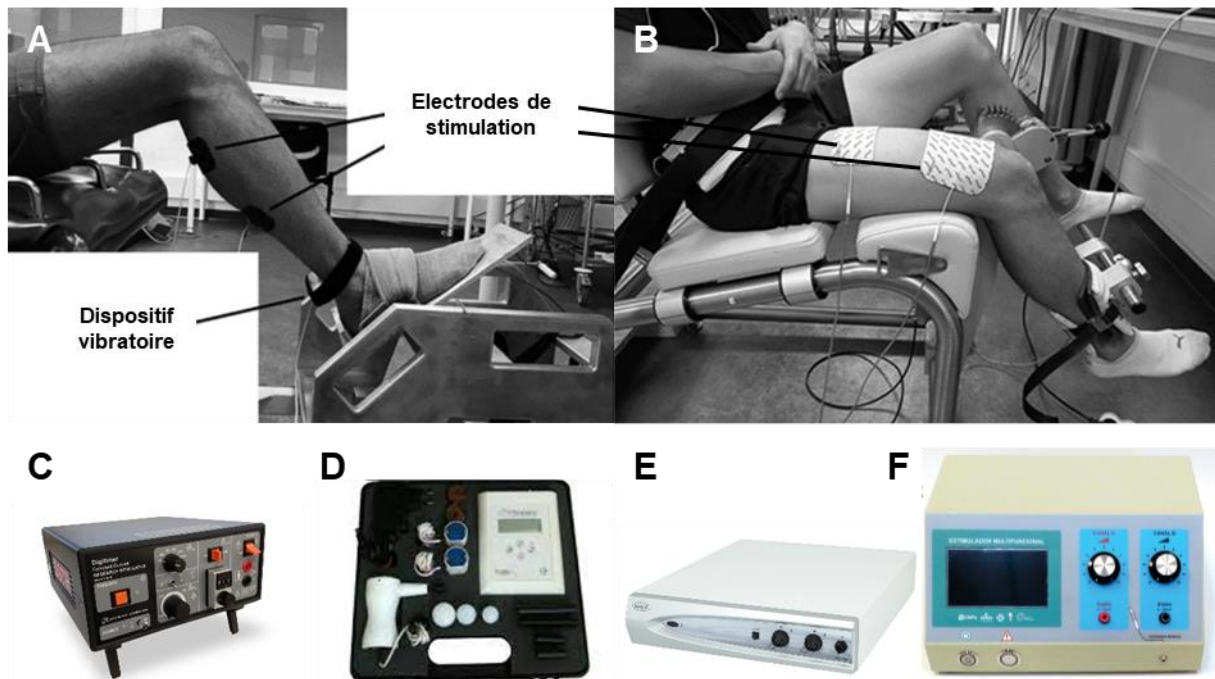 A
B
Electrodes de
stimulation
Dispositif
vibratoire
C
D
E
F
Digitimer
ESTIMULADOR MULTIFUNCIONAL